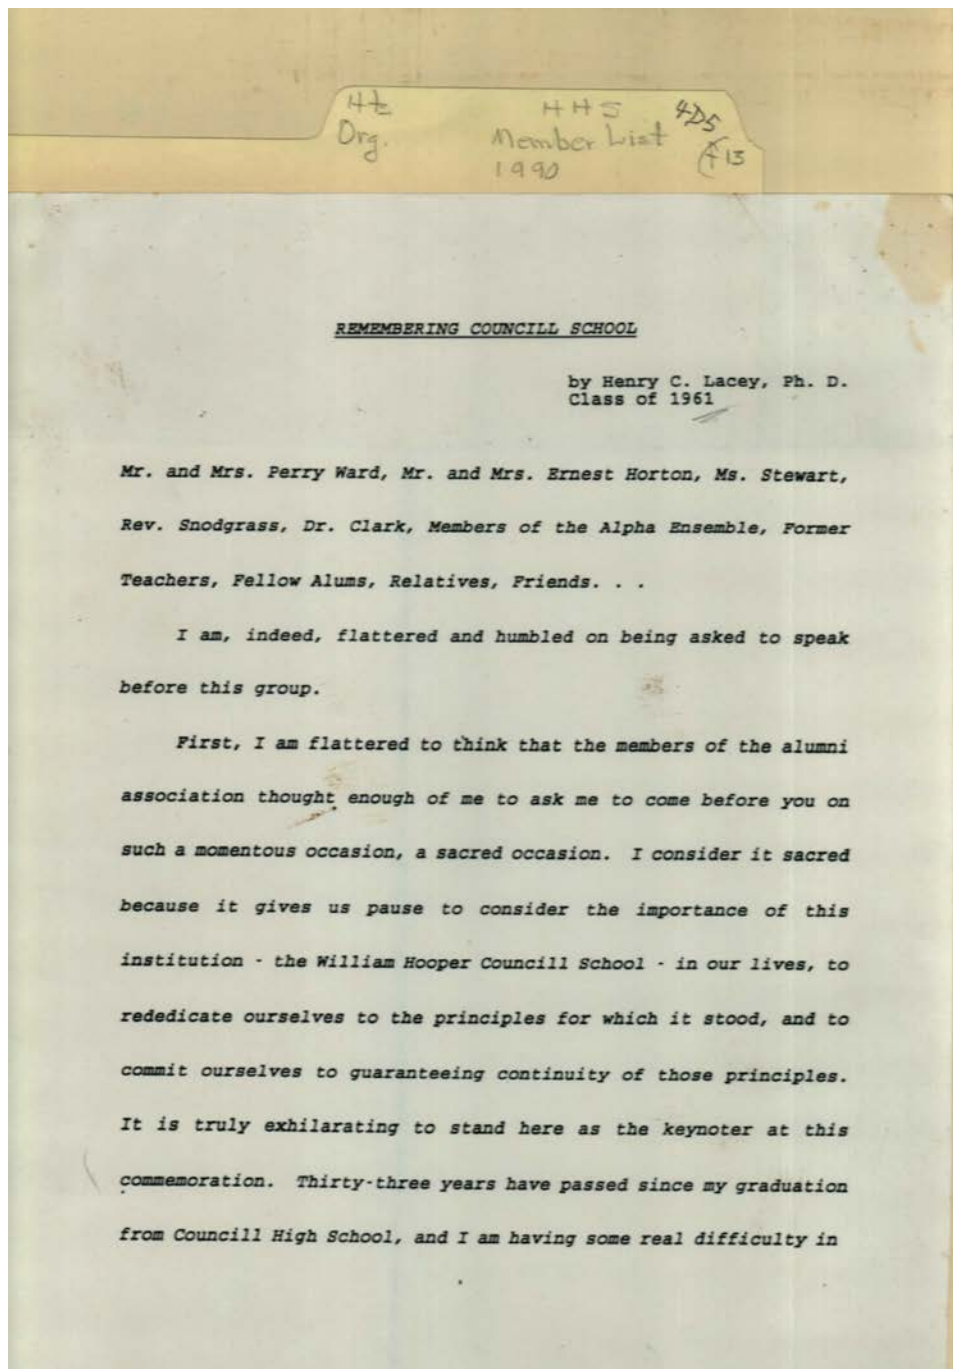 Hz
Org.
HHS
Member List
1990
4D5
13
REMEMBERING COUNCILL SCHOOL
by Henry C. Lacey, Ph. D.
Class of 1961
Mr. and Mrs. Perry Ward, Mr. and Mrs. Ernest Horton, Ms. Stewart,
Rev. Snodgrass, Dr. Clark, Members of the Alpha Ensemble, Former
Teachers, Fellow Alums, Relatives, Friends. . .
I am, indeed, flattered and humbled on being asked to speak
before this group.
First, I am flattered to think that the members of the alumni
association thought enough of me to ask me to come before you on
such a momentous occasion, a sacred occasion. I consider it sacred
because it gives us pause to consider the importance of this
institution - the William Hooper Councill School - in our lives, to
rededicate ourselves to the principles for which it stood, and to
commit ourselves to guaranteeing continuity of those principles.
It is truly exhilarating to stand here as the keynoter at this
commemoration. Thirty-three years have passed since my graduation
from Councill High School, and I am having some real difficulty in